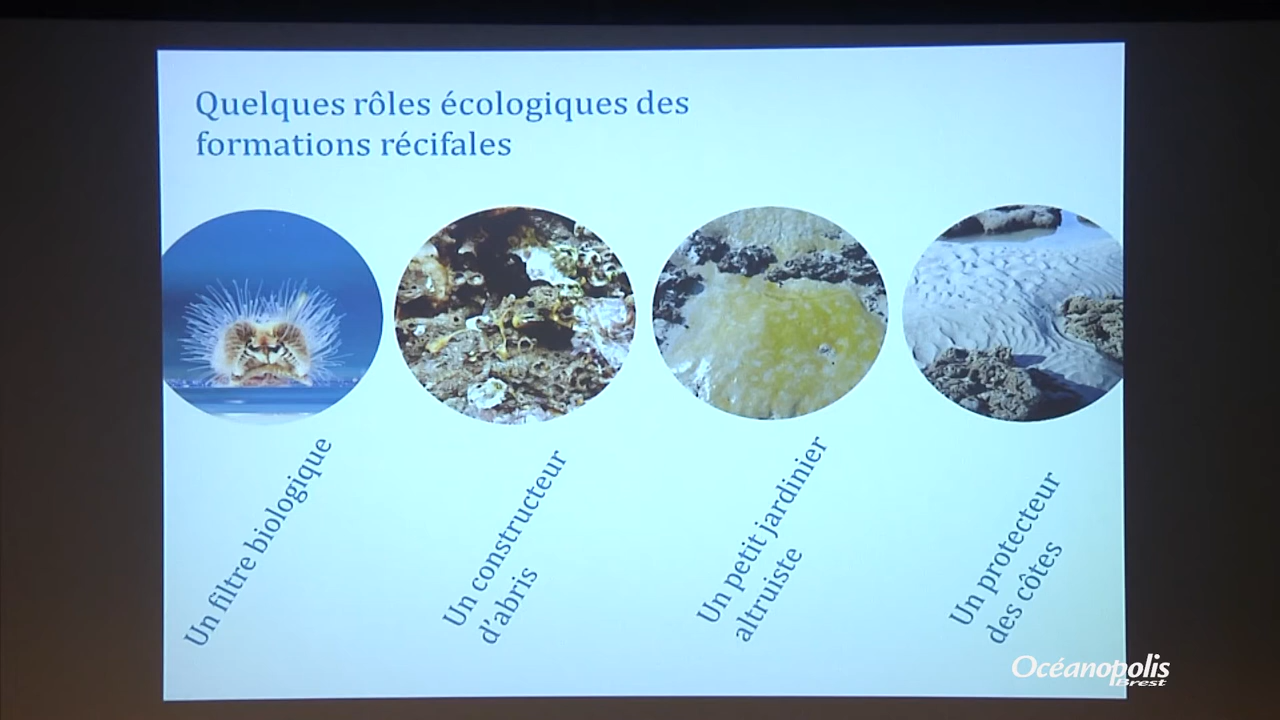 Quelques rôles écologiques des
formations récifales
Un filtre biologique
Un constructeur
d'abris
Un petit jardinier
altruiste
Un protecteur
des côtes
Océanopolis
Brest